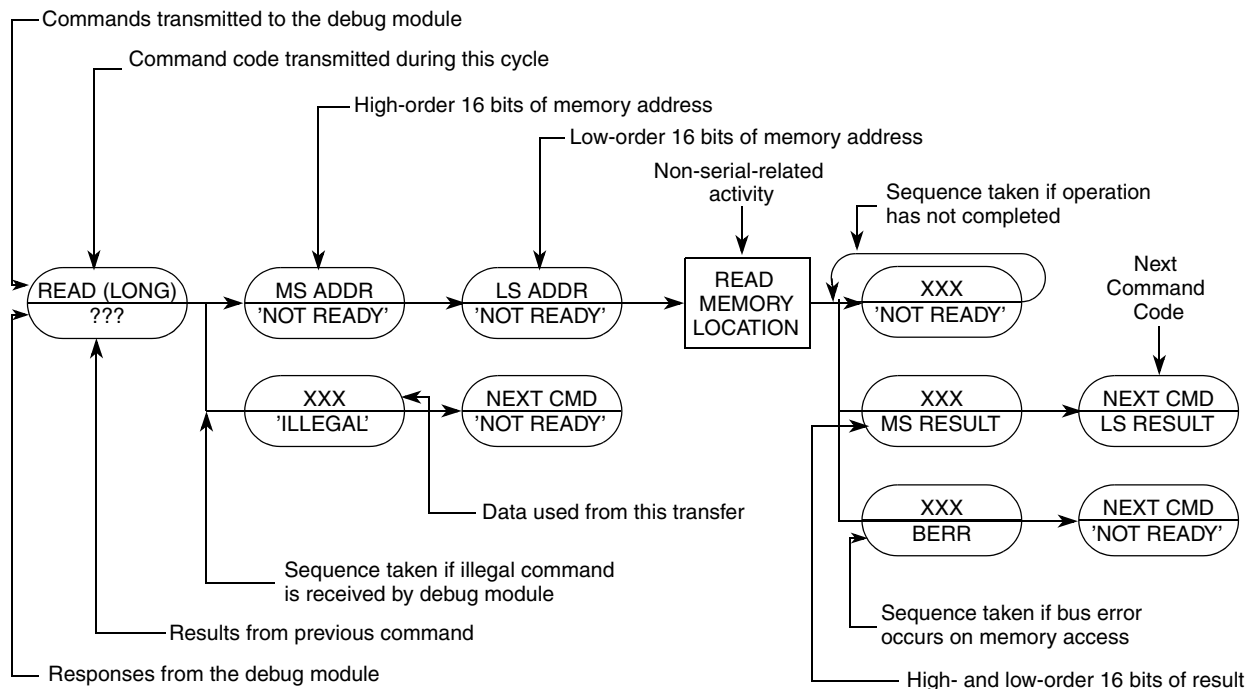 Commands transmitted to the debug module
Command code transmitted during this cycle
High-order 16 bits of memory address
Low-order 16 bits of memory address
Non-serial-related
activity
Sequence taken if operation
has not completed
Next
Command
Code
READ (LONG)
???
MS ADDR
'NOT READY'
LS ADDR
'NOT READY'
READ
MEMORY
LOCATION
XXX
'NOT READY'
XXX
'ILLEGAL'
NEXT CMD
'NOT READY'
XXX
MS RESULT
NEXT CMD
LS RESULT
Data used from this transfer
XXX
BERR
NEXT CMD
'NOT READY'
Sequence taken if illegal command
is received by debug module
Sequence taken if bus error
occurs on memory access
Results from previous command
Responses from the debug module
High- and low-order 16 bits of result